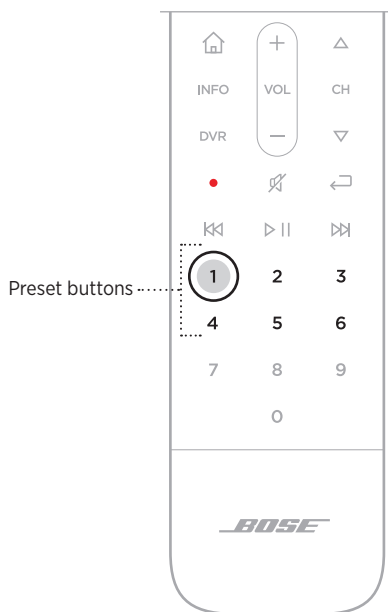 INFO VOL CH
DVR
Preset buttons
1 2 3
4 5 6
7 8 9
0
BOSE